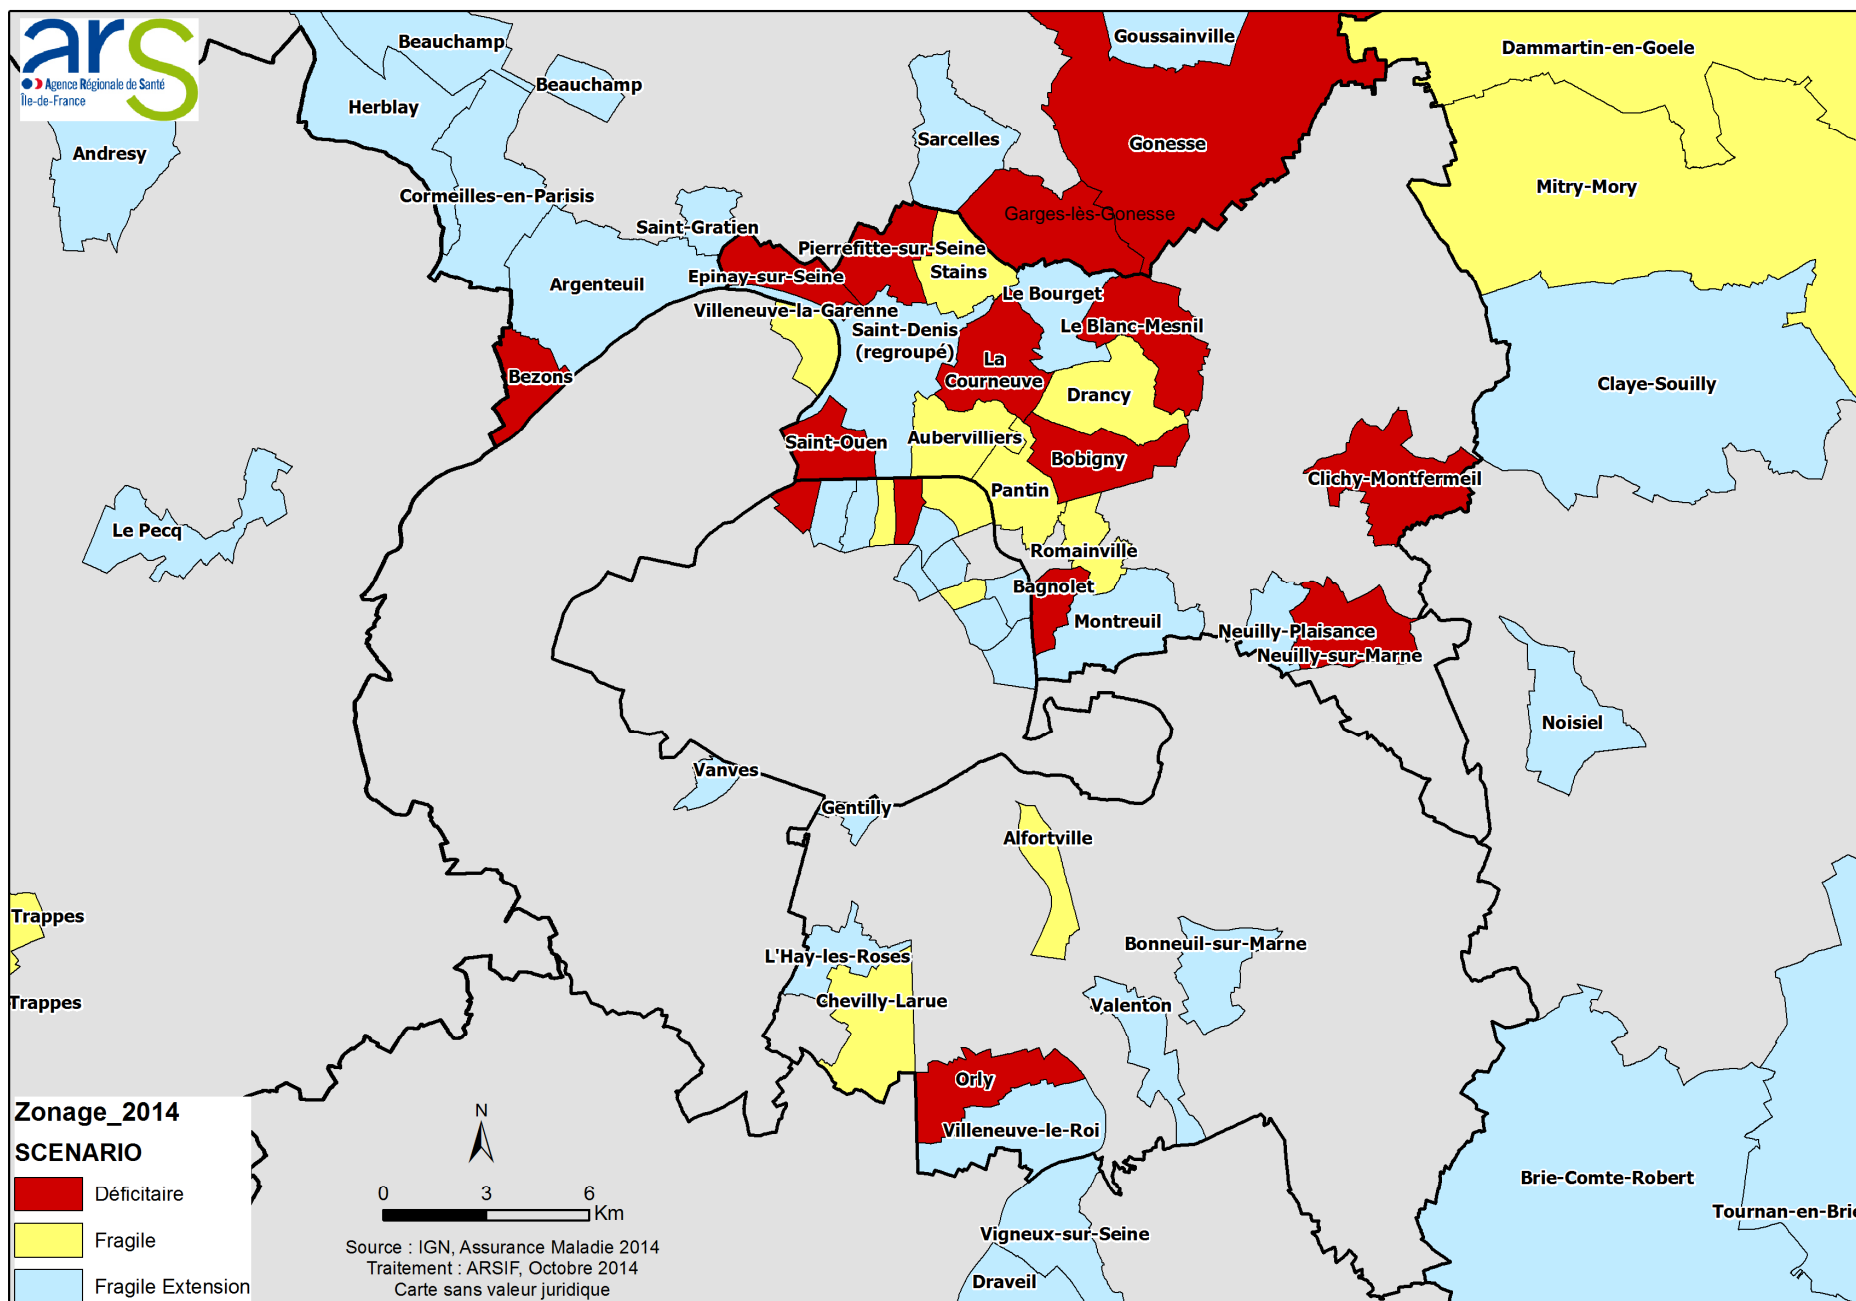 ars
Agence Régionale de Santé
Île-de-France
Beauchamp
Goussainville
Dammartin-en-Goele
Beauchamp
Herblay
Sarcelles
Gonesse
Andresy
Mitry-Mory
Cormeilles-en-Parisis
Garges-lès-Gonesse
Saint-Gratien
Pierrefitte-sur-Seine
Stains
Epinay-sur-Seine
Argenteuil
Le Bourget
Villeneuve-la-Garenne
Saint-Denis
(regroupé)
Le Blanc-Mesnil
La
Courneuve
Bezons
Drancy
Claye-Souilly
Saint-Ouen
Aubervilliers
Bobigny
Clichy-Montfermeil
Pantin
Le Pecq
Romainville
Bagnolet
Montreuil
Neuilly-Plaisance
Neuilly-sur-Marne
Noisiel
Vanves
Gentilly
Alfortville
Trappes
Bonneuil-sur-Marne
L'Hay-les-Roses
Chevilly-Larue
Trappes
Valenton
Orly
Villeneuve-le-Roi
Brie-Comte-Robert
Tournan-en-Brie
Vigneux-sur-Seine
Draveil
Zonage_2014
SCENARIO
Déficitaire
Fragile
Fragile Extension
N
0 3 6
Km
Source : IGN, Assurance Maladie 2014
Traitement : ARSIF, Octobre 2014
Carte sans valeur juridique